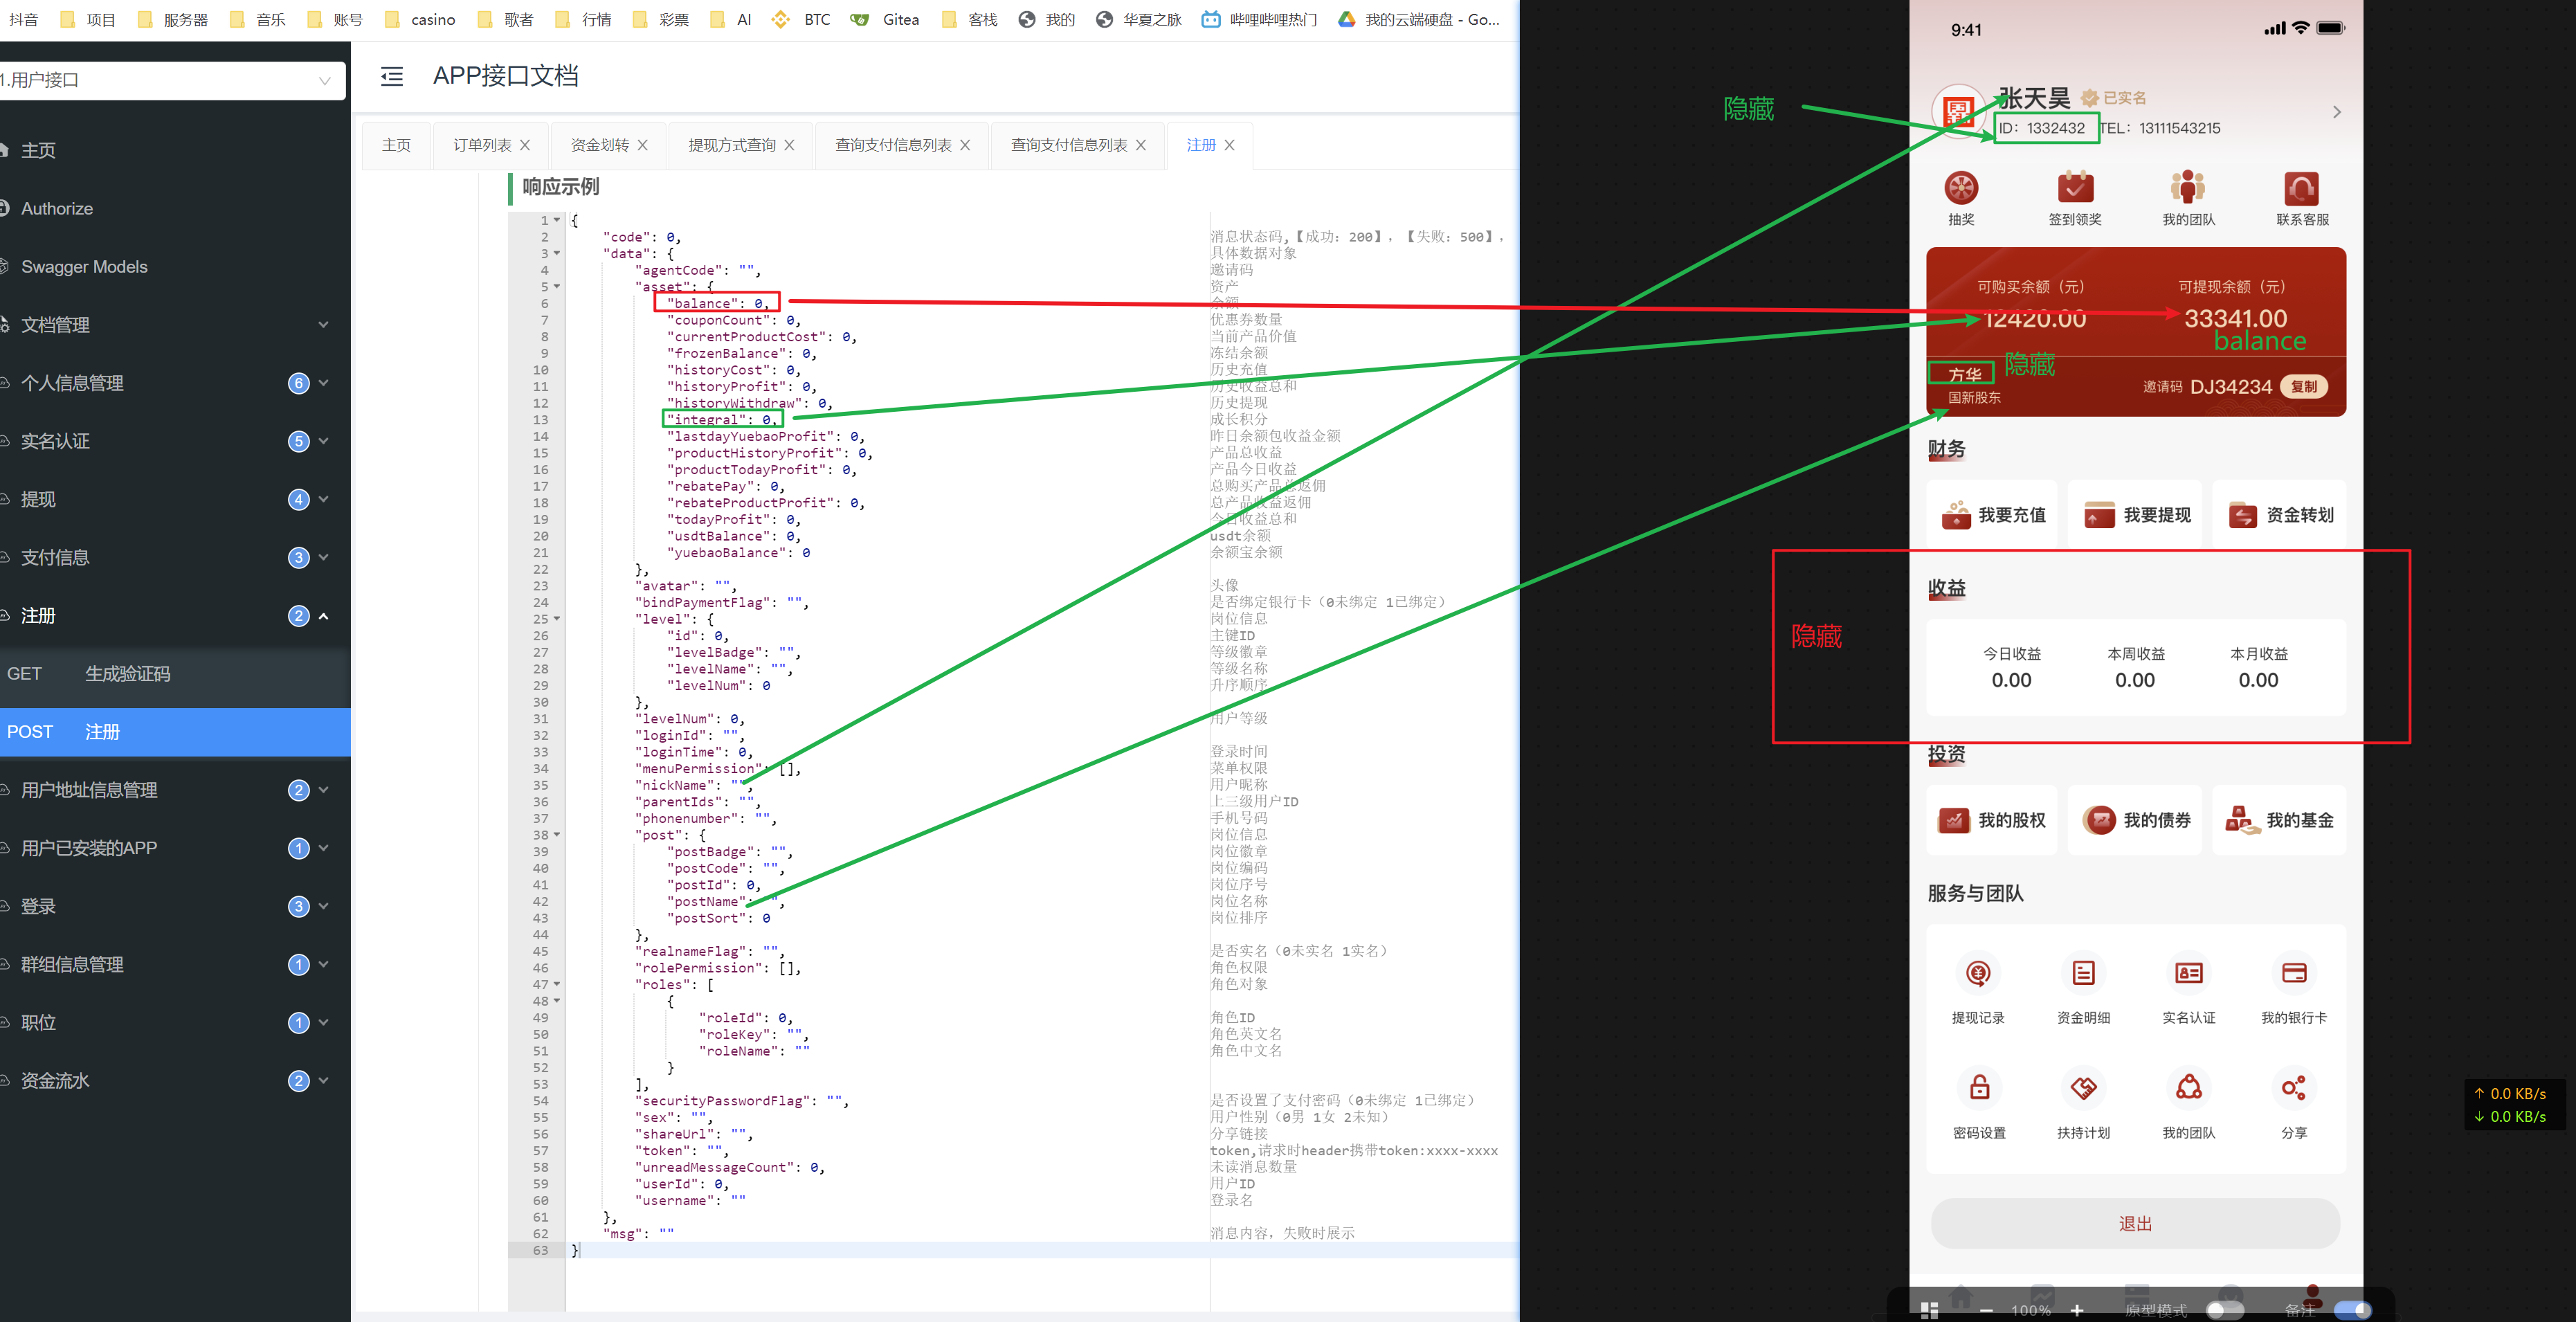 抖音 项目 服务器 音乐 账号 casino 歌者 行情 彩票 AI BTC Gitea 客栈 我的 华夏之脉 哔哩哔哩热门 我的云端硬盘 - Go...
1.用户接口
APP接口文档
主页
Authorize
Swagger Models
文档管理
个人信息管理 6
实名认证 5
提现 4
支付信息 3
注册 2
GET 生成验证码
POST 注册
用户地址信息管理 2
用户已安装的APP 1
登录 3
群组信息管理 1
职位 1
资金流水 2
主页 订单列表 资金划转 提现方式查询 查询支付信息列表 查询支付信息列表 注册
响应示例
1 {
2 "code": 0, 消息状态码,【成功: 200】, 【失败: 500】,
3 "data": { 具体数据对象
4 "agentCode": "", 邀请码
5 "asset": { 资产
6 "balance": 0, 余额
7 "couponCount": 0, 优惠券数量
8 "currentProductCost": 0, 当前产品价值
9 "frozenBalance": 0, 冻结余额
10 "historyCost": 0, 历史充值
11 "historyProfit": 0, 历史收益总和
12 "historyWithdraw": 0, 历史提现
13 "integral": 0, 成长积分
14 "lastdayYuebaoProfit": 0, 昨日余额包收益金额
15 "productHistoryProfit": 0, 产品总收益
16 "productTodayProfit": 0, 产品今日收益
17 "rebatePay": 0, 总购买产品总返佣
18 "rebateProductProfit": 0, 总产品收益返佣
19 "todayProfit": 0, 今日收益总和
20 "usdtBalance": 0, usdt余额
21 "yuebaoBalance": 0 余额宝余额
22 },
23 "avatar": "", 头像
24 "bindPaymentFlag": "", 是否绑定银行卡（0未绑定 1已绑定）
25 "level": { 岗位信息
26 "id": 0, 主键ID
27 "levelBadge": "", 等级徽章
28 "levelName": "", 等级名称
29 "levelNum": 0 升序顺序
30 },
31 "levelNum": 0, 用户等级
32 "loginId": "",
33 "loginTime": 0, 登录时间
34 "menuPermission": [], 菜单权限
35 "nickName": "", 用户昵称
36 "parentIds": "", 上三级用户ID
37 "phonenumber": "", 手机号码
38 "post": { 岗位信息
39 "postBadge": "", 岗位徽章
40 "postCode": "", 岗位编码
41 "postId": 0, 岗位序号
42 "postName": "", 岗位名称
43 "postSort": 0 岗位排序
44 },
45 "realnameFlag": "", 是否实名（0未实名 1实名）
46 "rolePermission": [], 角色权限
47 "roles": [ 角色对象
48 {
49 "roleId": 0, 角色ID
50 "roleKey": "", 角色英文名
51 "roleName": "" 角色中文名
52 }
53 ],
54 "securityPasswordFlag": "", 是否设置了支付密码（0未绑定 1已绑定）
55 "sex": "", 用户性别（0男 1女 2未知）
56 "shareUrl": "", 分享链接
57 "token": "", token,请求时header携带token:xxxx-xxxx
58 "unreadMessageCount": 0, 未读消息数量
59 "userId": 0, 用户ID
60 "username": "" 登录名
61 },
62 "msg": "" 消息内容, 失败时展示
63 }
9:41
隐藏
张天昊 已实名
ID: 1332432 TEL: 13111543215
抽奖 签到领奖 我的团队 联系客服
可购买余额（元） 可提现余额（元）
12420.00 33341.00
balance
方华 隐藏
国新股东
邀请码 DJ34234 复制
财务
我要充值 我要提现 资金转划
收益
隐藏
今日收益 本周收益 本月收益
0.00 0.00 0.00
投资
我的股权 我的债券 我的基金
服务与团队
提现记录 资金明细 实名认证 我的银行卡
密码设置 扶持计划 我的团队 分享
退出
100% 原型模式 备注
↑ 0.0 KB/s
↓ 0.0 KB/s